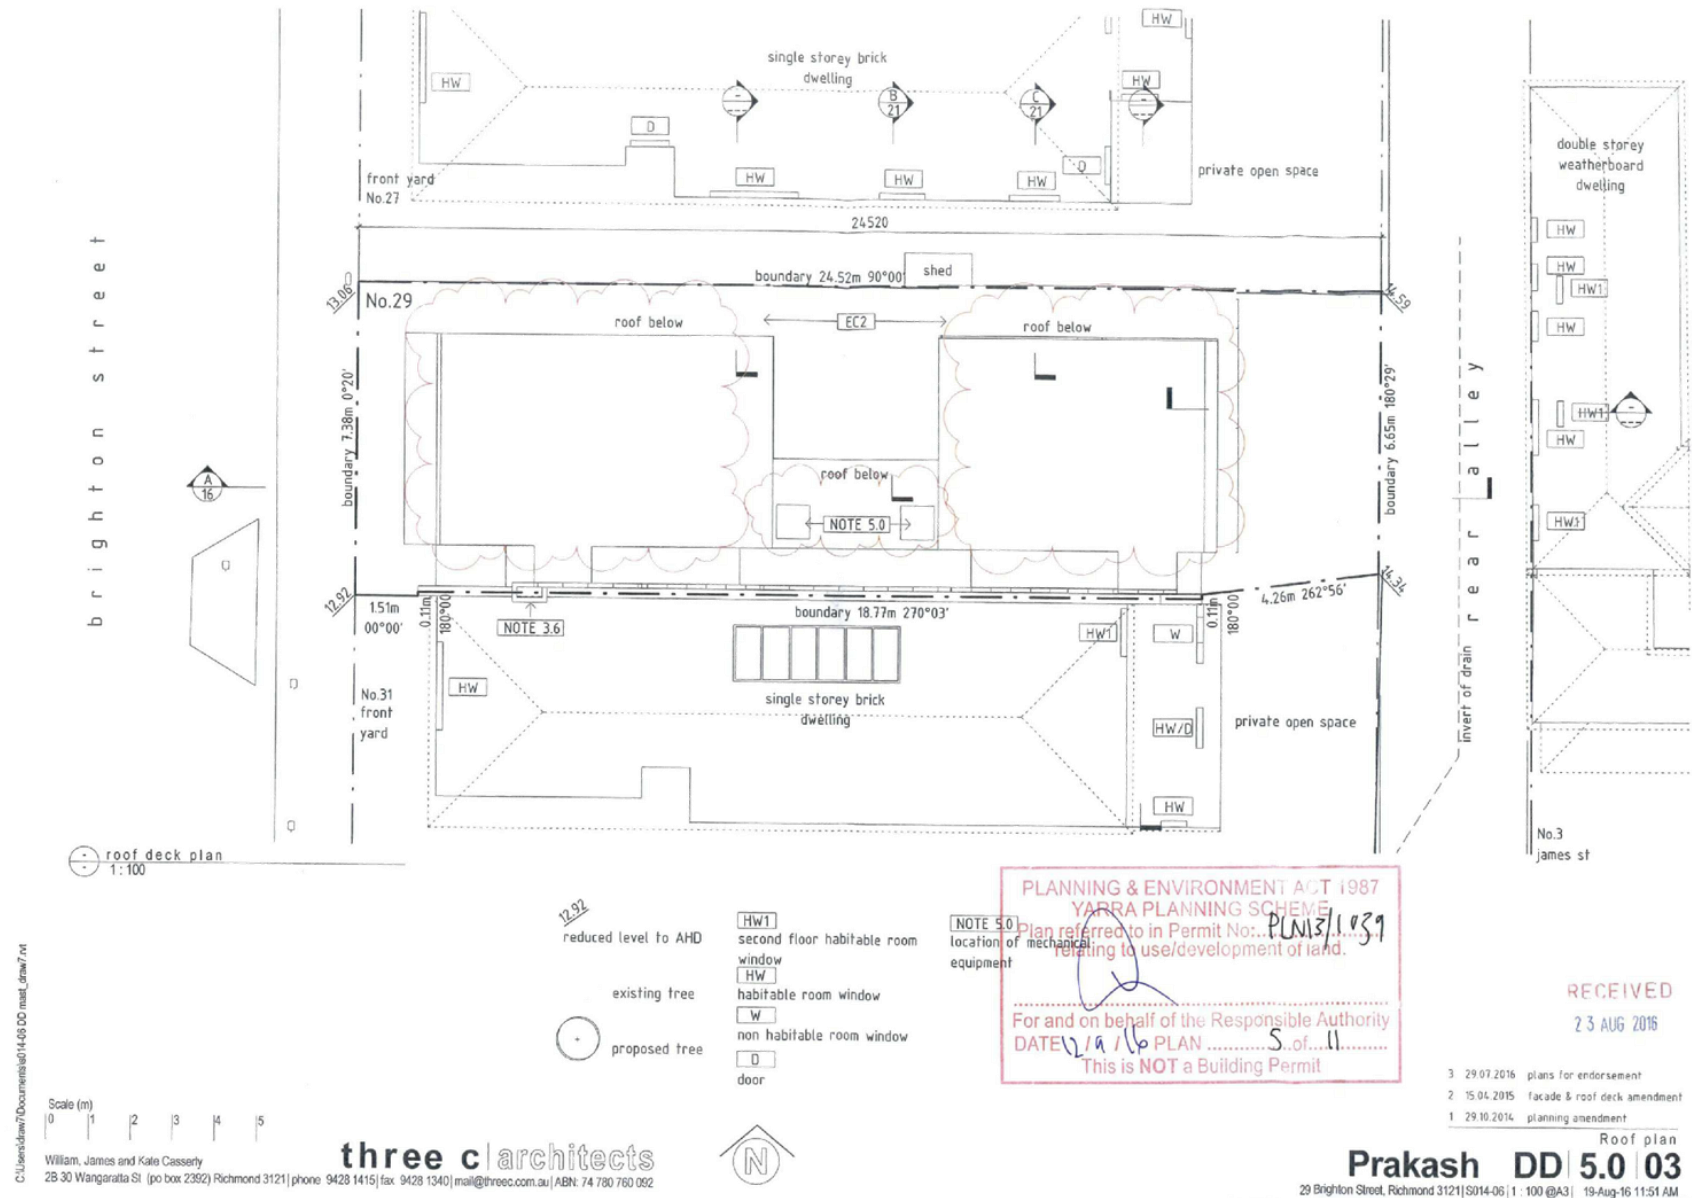 HW
single storey brick
dwelling
HW
HW
B
21
C
21
D
D
front yard
No.27
HW
HW
HW
private open space
double storey
weatherboard
dwelling
24520
boundary 24.52m 90°00'
shed
13.06
No.29
14.59
roof below
EC2
roof below
HW
HW
HW1
HW
HW1
HW
HW1
brighton street
boundary 7.38m 0°20'
A
16
roof below
NOTE 5.0
boundary 6.65m 180°29'
rear alley
12.92
1.51m
00°00'
0.11m
180°00
NOTE 3.6
boundary 18.77m 270°03'
0.11m
180°00
4.26m 262°56'
14.34
HW1
W
HW
No.31
front
yard
single storey brick
dwelling
HW/D
private open space
invert of drain
HW
No.3
james st
roof deck plan
1:100
12.92
reduced level to AHD
existing tree
proposed tree
HW1
second floor habitable room
window
HW
habitable room window
W
non habitable room window
D
door
NOTE 5.0
location of mechanical
equipment
PLANNING & ENVIRONMENT ACT 1987
YARRA PLANNING SCHEME
Plan referred to in Permit No:. PLN13/1039
relating to use/development of land.
For and on behalf of the Responsible Authority
DATE 12/9/16 PLAN 5 of 11
This is NOT a Building Permit
RECEIVED
23 AUG 2016
3 29.07.2016 plans for endorsement
2 15.04.2015 facade & roof deck amendment
1 29.10.2014 planning amendment
Roof plan
Prakash DD 5.0 03
29 Brighton Street, Richmond 3121|S014-06|1 : 100 @A3| 19-Aug-16 11:51 AM
Scale (m)
0 1 2 3 4 5
William, James and Kate Casserly
three c|architects
2B 30 Wangaratta St (po box 2392) Richmond 3121|phone 9428 1415|fax 9428 1340|mail@threec.com.au|ABN: 74 780 760 092
N